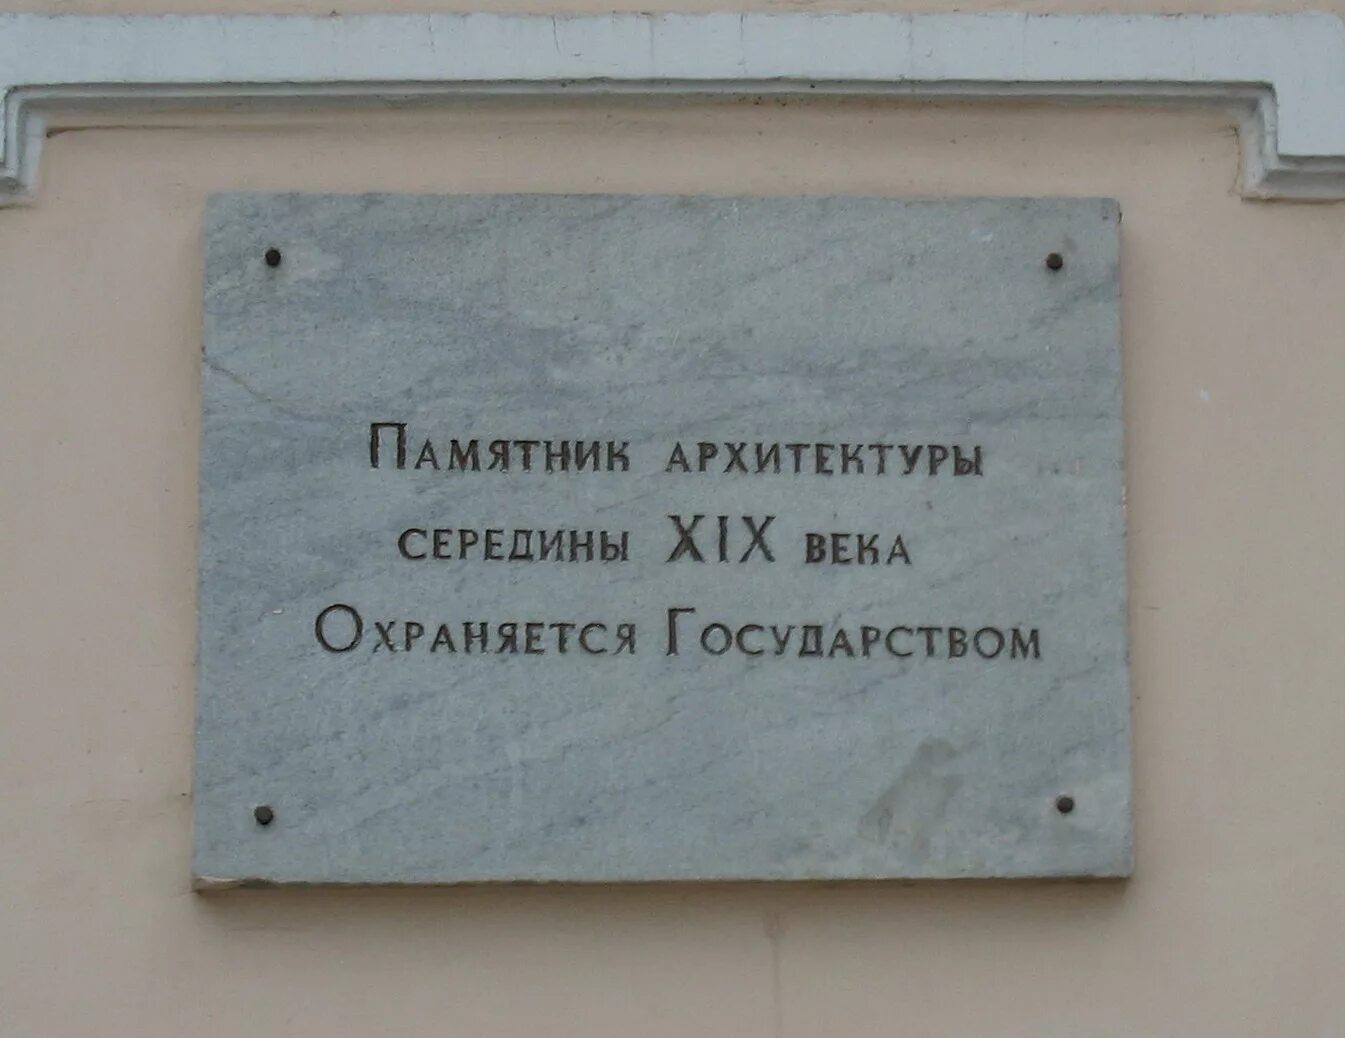 Памятник архитектуры
середины XIX века
Охраняется Государством